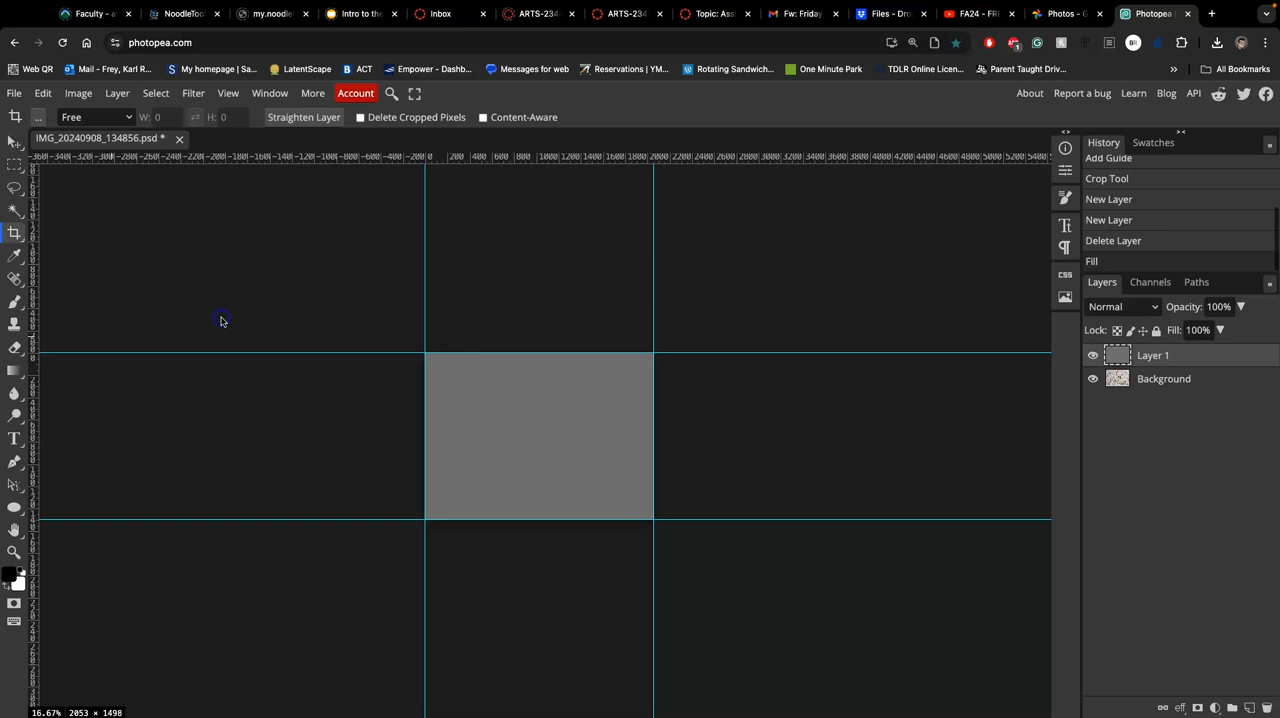 Faculty - a
NoodleToo
my.noodle
Intro to the
Inbox
ARTS-234
ARTS-234
Topic: Ass
Fw: Friday
Files - Dro
FA24 - FR
Photos - G
Photopea |
photopea.com
Web QR
Mail - Frey, Karl R...
My homepage | Sa...
LatentScape
ACT
Empower - Dashb...
Messages for web
Reservations | YM...
Rotating Sandwich...
One Minute Park
TDLR Online Licen...
Parent Taught Driv...
All Bookmarks
File Edit Image Layer Select Filter View Window More Account
About Report a bug Learn Blog API
... Free W: 0 H: 0 Straighten Layer Delete Cropped Pixels Content-Aware
IMG_20240908_134856.psd *
History Swatches
Add Guide
Crop Tool
New Layer
New Layer
Delete Layer
Fill
Layers Channels Paths
Normal Opacity: 100%
Lock: Fill: 100%
Layer 1
Background
CSS
16.67% 2053 × 1498